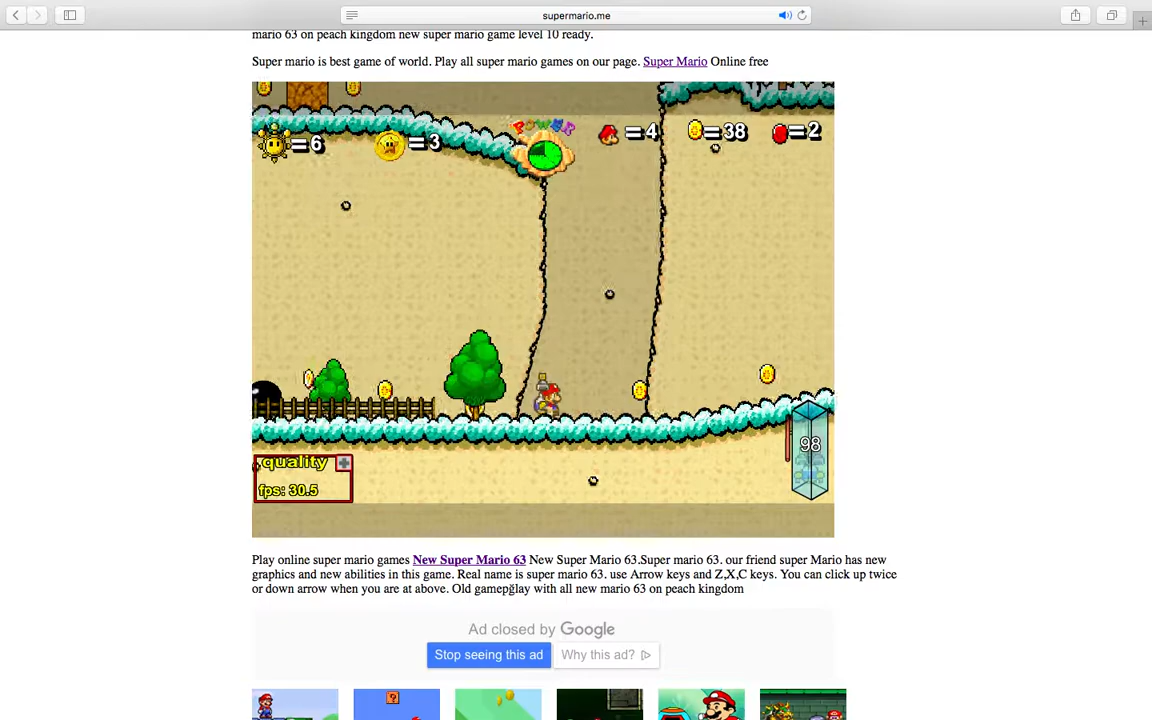 supermario.me
mario 63 on peach kingdom new super mario game level 10 ready.
Super mario is best game of world. Play all super mario games on our page. Super Mario Online free
POWER
=6
=3
=4
=38
=2
98
quality
fps: 30.5
Play online super mario games New Super Mario 63 New Super Mario 63.Super mario 63. our friend super Mario has new
graphics and new abilities in this game. Real name is super mario 63. use Arrow keys and Z,X,C keys. You can click up twice
or down arrow when you are at above. Old gamepğlay with all new mario 63 on peach kingdom
Ad closed by Google
Stop seeing this ad
Why this ad?